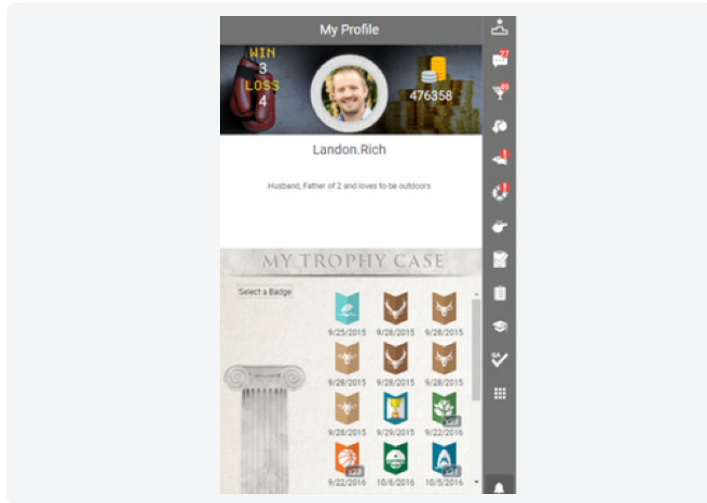 My Profile
WIN
3
LOSS
4
476358
77
Landon.Rich
Husband, Father of 2 and loves to be outdoors
MY TROPHY CASE
Select a Badge
9/25/2015 9/28/2015 9/28/2015
9/28/2015 9/28/2015 9/28/2015
9/28/2015 9/29/2015 9/22/2016
9/22/2016 10/8/2016 10/5/2016
QA